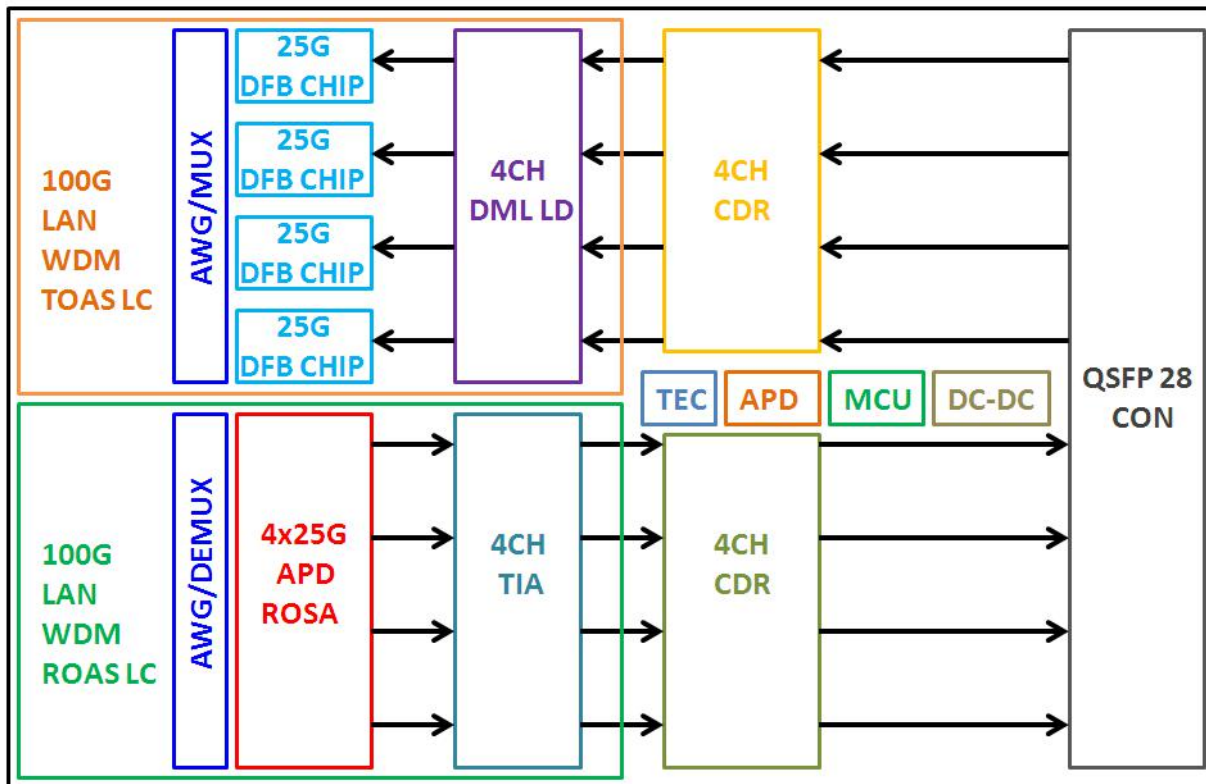 100G
LAN
WDM
TOAS LC
AWG/MUX
25G
DFB CHIP
25G
DFB CHIP
25G
DFB CHIP
25G
DFB CHIP
4CH
DML LD
4CH
CDR
QSFP 28
CON
TEC
APD
MCU
DC-DC
100G
LAN
WDM
ROAS LC
AWG/DEMUX
4x25G
APD
ROSA
4CH
TIA
4CH
CDR